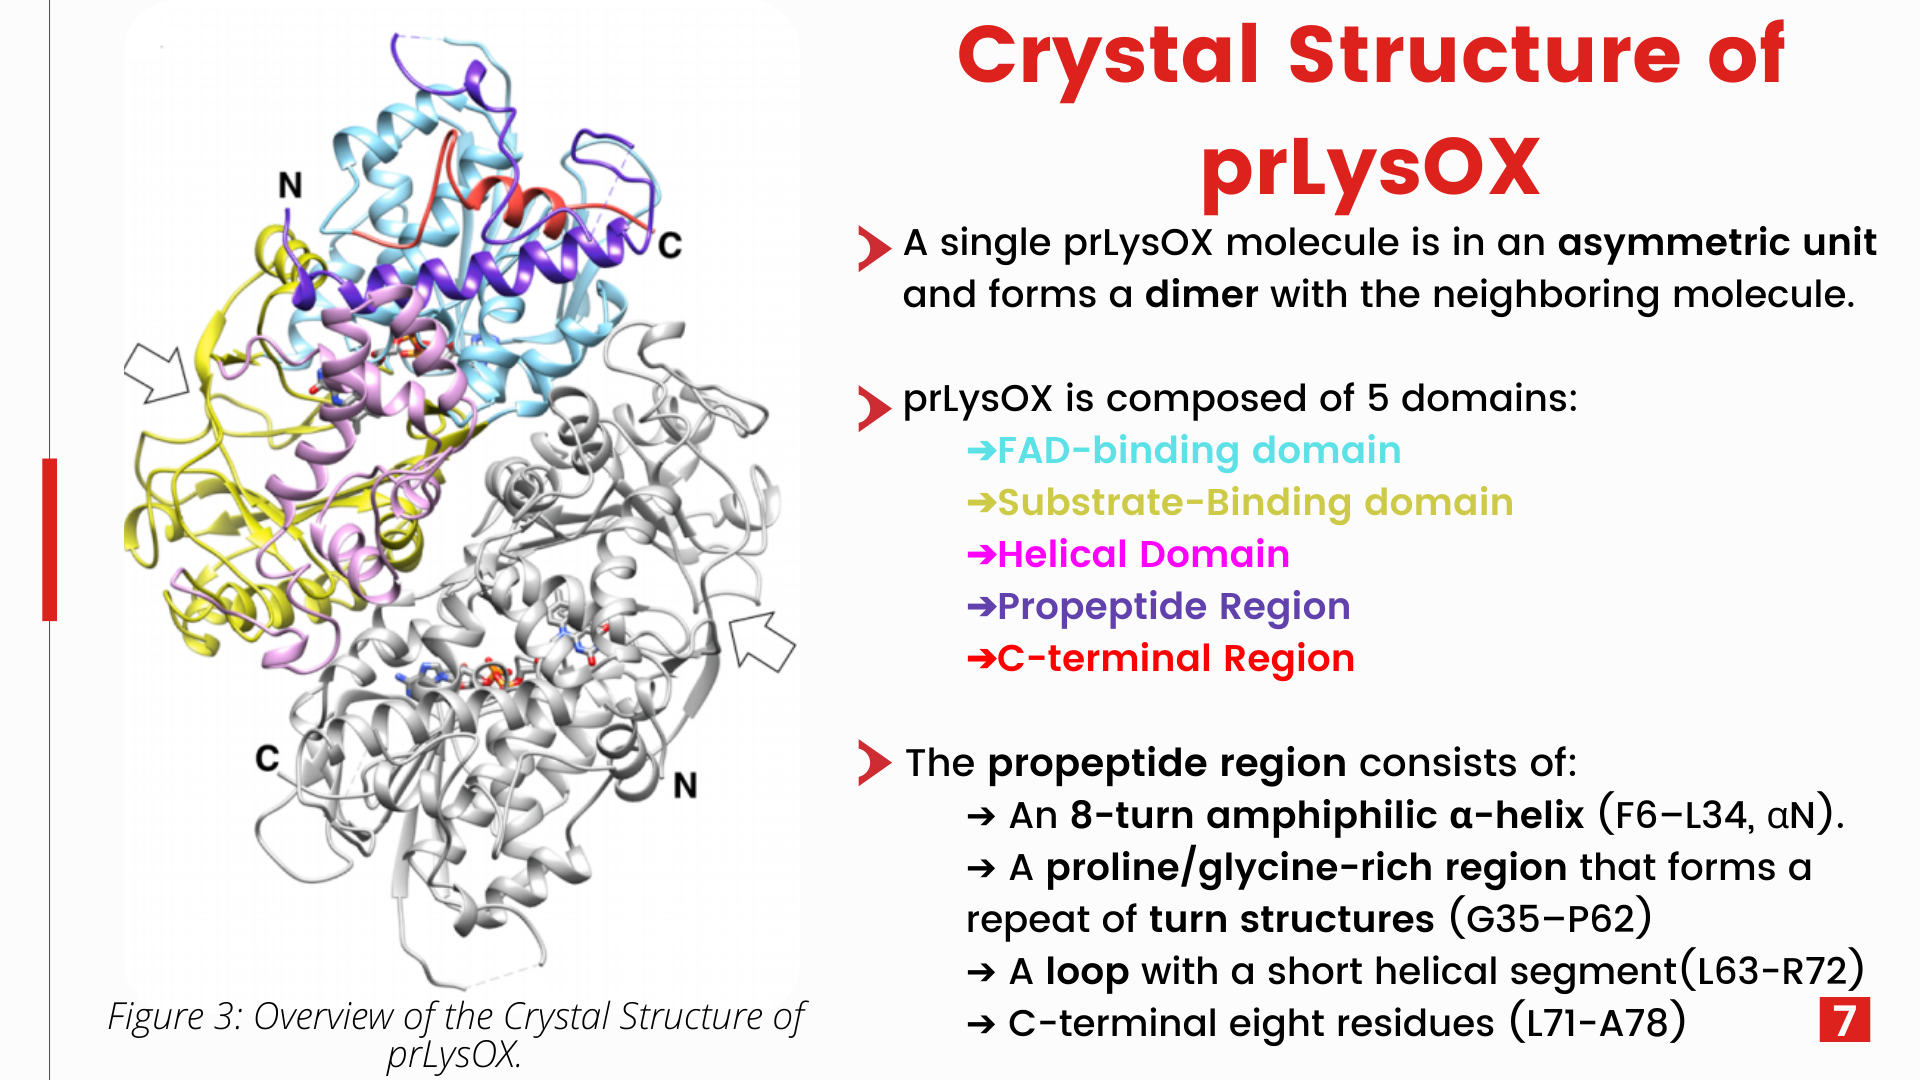 Crystal Structure of
prLysOX
N
C
C
N
Figure 3: Overview of the Crystal Structure of
prLysOX.
A single prLysOX molecule is in an asymmetric unit
and forms a dimer with the neighboring molecule.
prLysOX is composed of 5 domains:
➔FAD-binding domain
➔Substrate-Binding domain
➔Helical Domain
➔Propeptide Region
➔C-terminal Region
The propeptide region consists of:
➔ An 8-turn amphiphilic α-helix (F6–L34, αN).
➔ A proline/glycine-rich region that forms a
repeat of turn structures (G35–P62)
➔ A loop with a short helical segment(L63-R72)
➔ C-terminal eight residues (L71-A78)
7